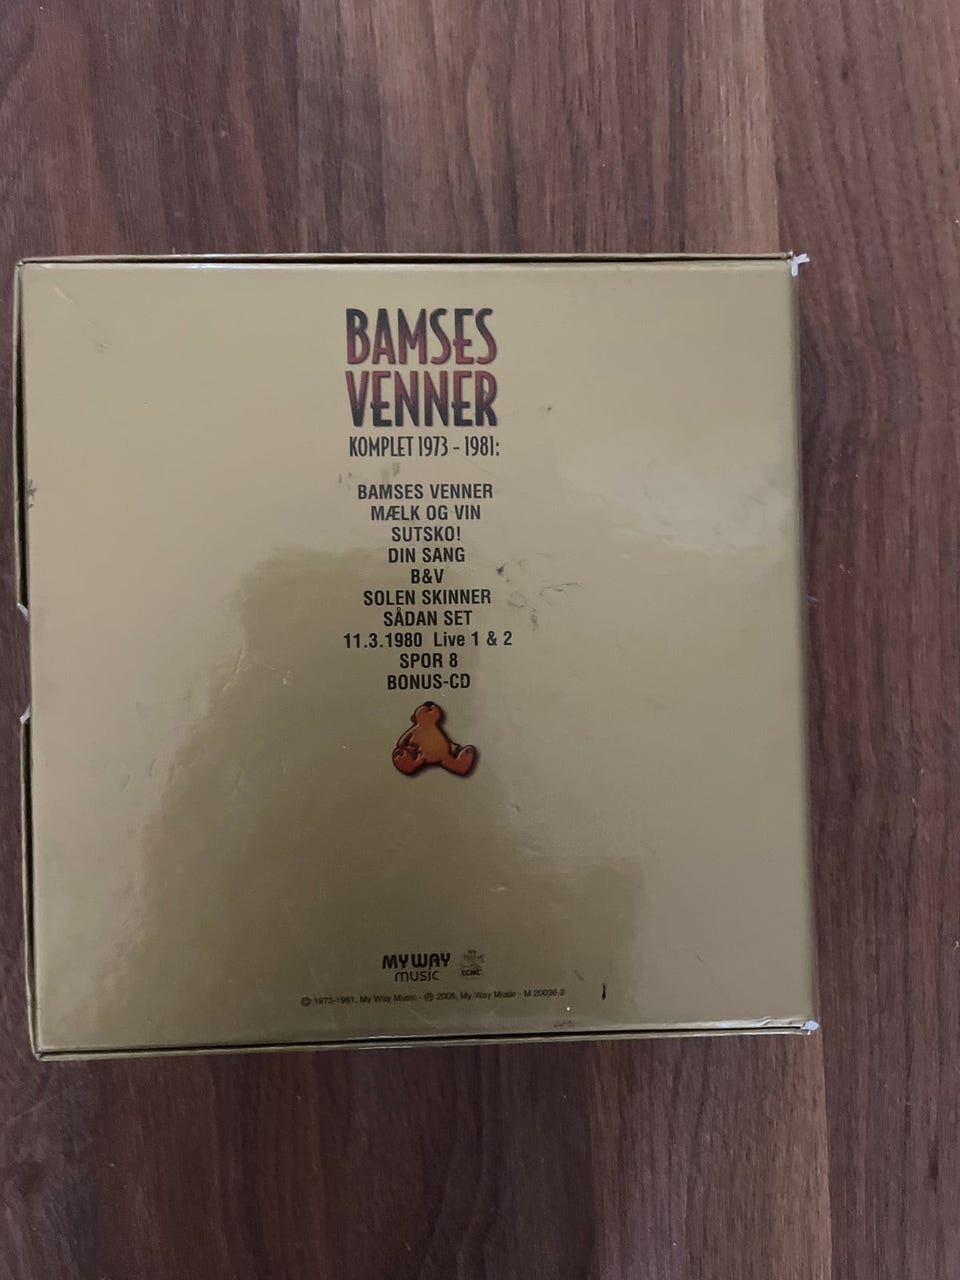 BAMSES
VENNER
KOMPLET 1973 - 1981:
BAMSES VENNER
MÆLK OG VIN
SUTSKO!
DIN SANG
B&V
SOLEN SKINNER
SÅDAN SET
11.3.1980 Live 1 & 2
SPOR 8
BONUS-CD
MY WAY
MUSIC
CCMC
© 1973-1981, My Way Music - ℗ 2008, My Way Music - M 20036-2